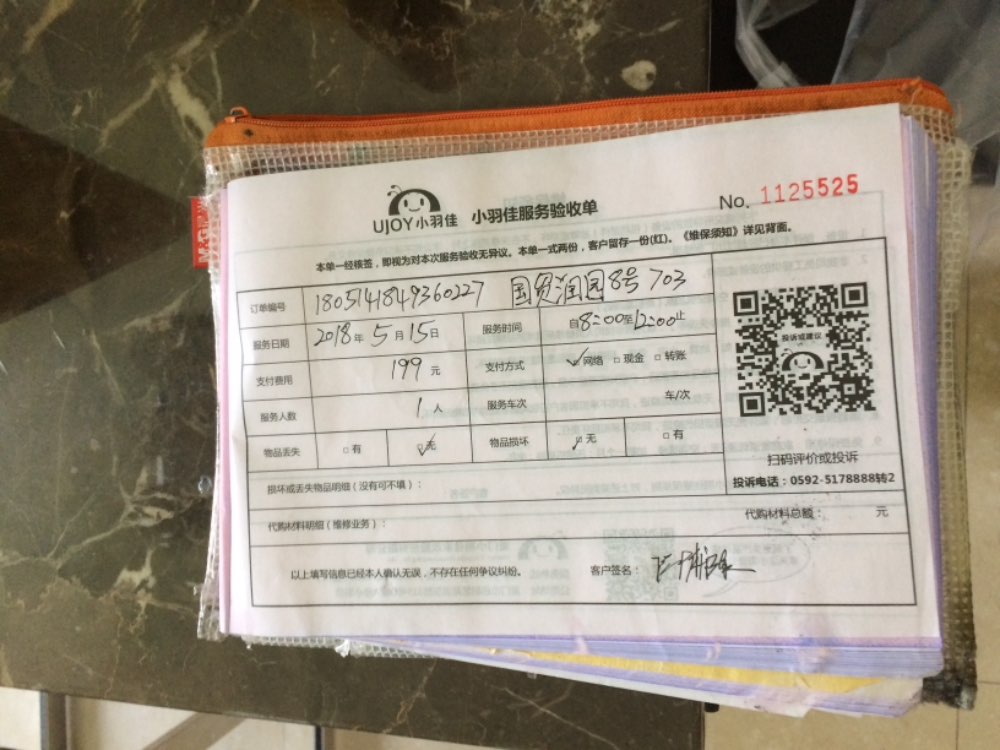 UJOY小羽佳 小羽佳服务验收单 No. 1125525
本单一经核签，即视为对本次服务验收无异议。本单一式两份，客户留存一份(红)。《维保须知》详见背面。
订单编号 1805141849360227 国贸润园8号 703
服务日期 2018年 5月15日 服务时间 自8:00至12:00止
支付费用 199 元 支付方式 ✓网络 □现金 □转账
服务人数 1人 服务车次 车/次
物品丢失 □有 ☑无 物品损坏 ☑无 □有
投诉或建议
扫码评价或投诉
投诉电话：0592-5178888转2
损坏或丢失物品明细（没有可不填）：
代购材料明细（维修业务）： 代购材料总额： 元
以上填写信息已经本人确认无误，不存在任何争议纠纷。 客户签名：
M&G